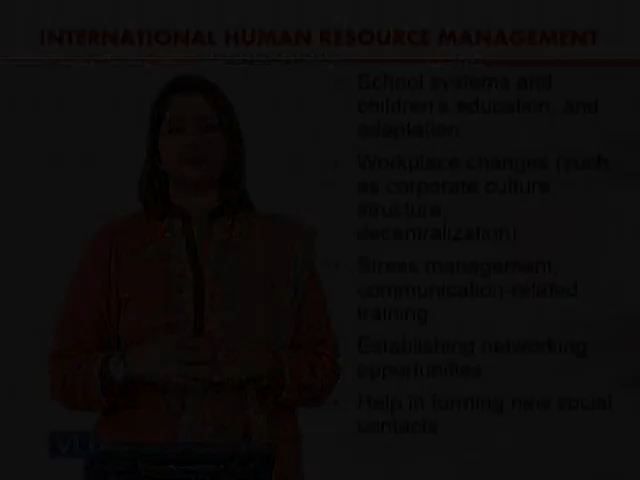 INTERNATIONAL HUMAN RESOURCE MANAGEMENT
School systems and
children's education, and
adaptation
Workplace changes (such
as corporate culture
structure,
decentralization)
Stress management,
communication-related
training
Establishing networking
opportunities
Help in forming new social
contacts